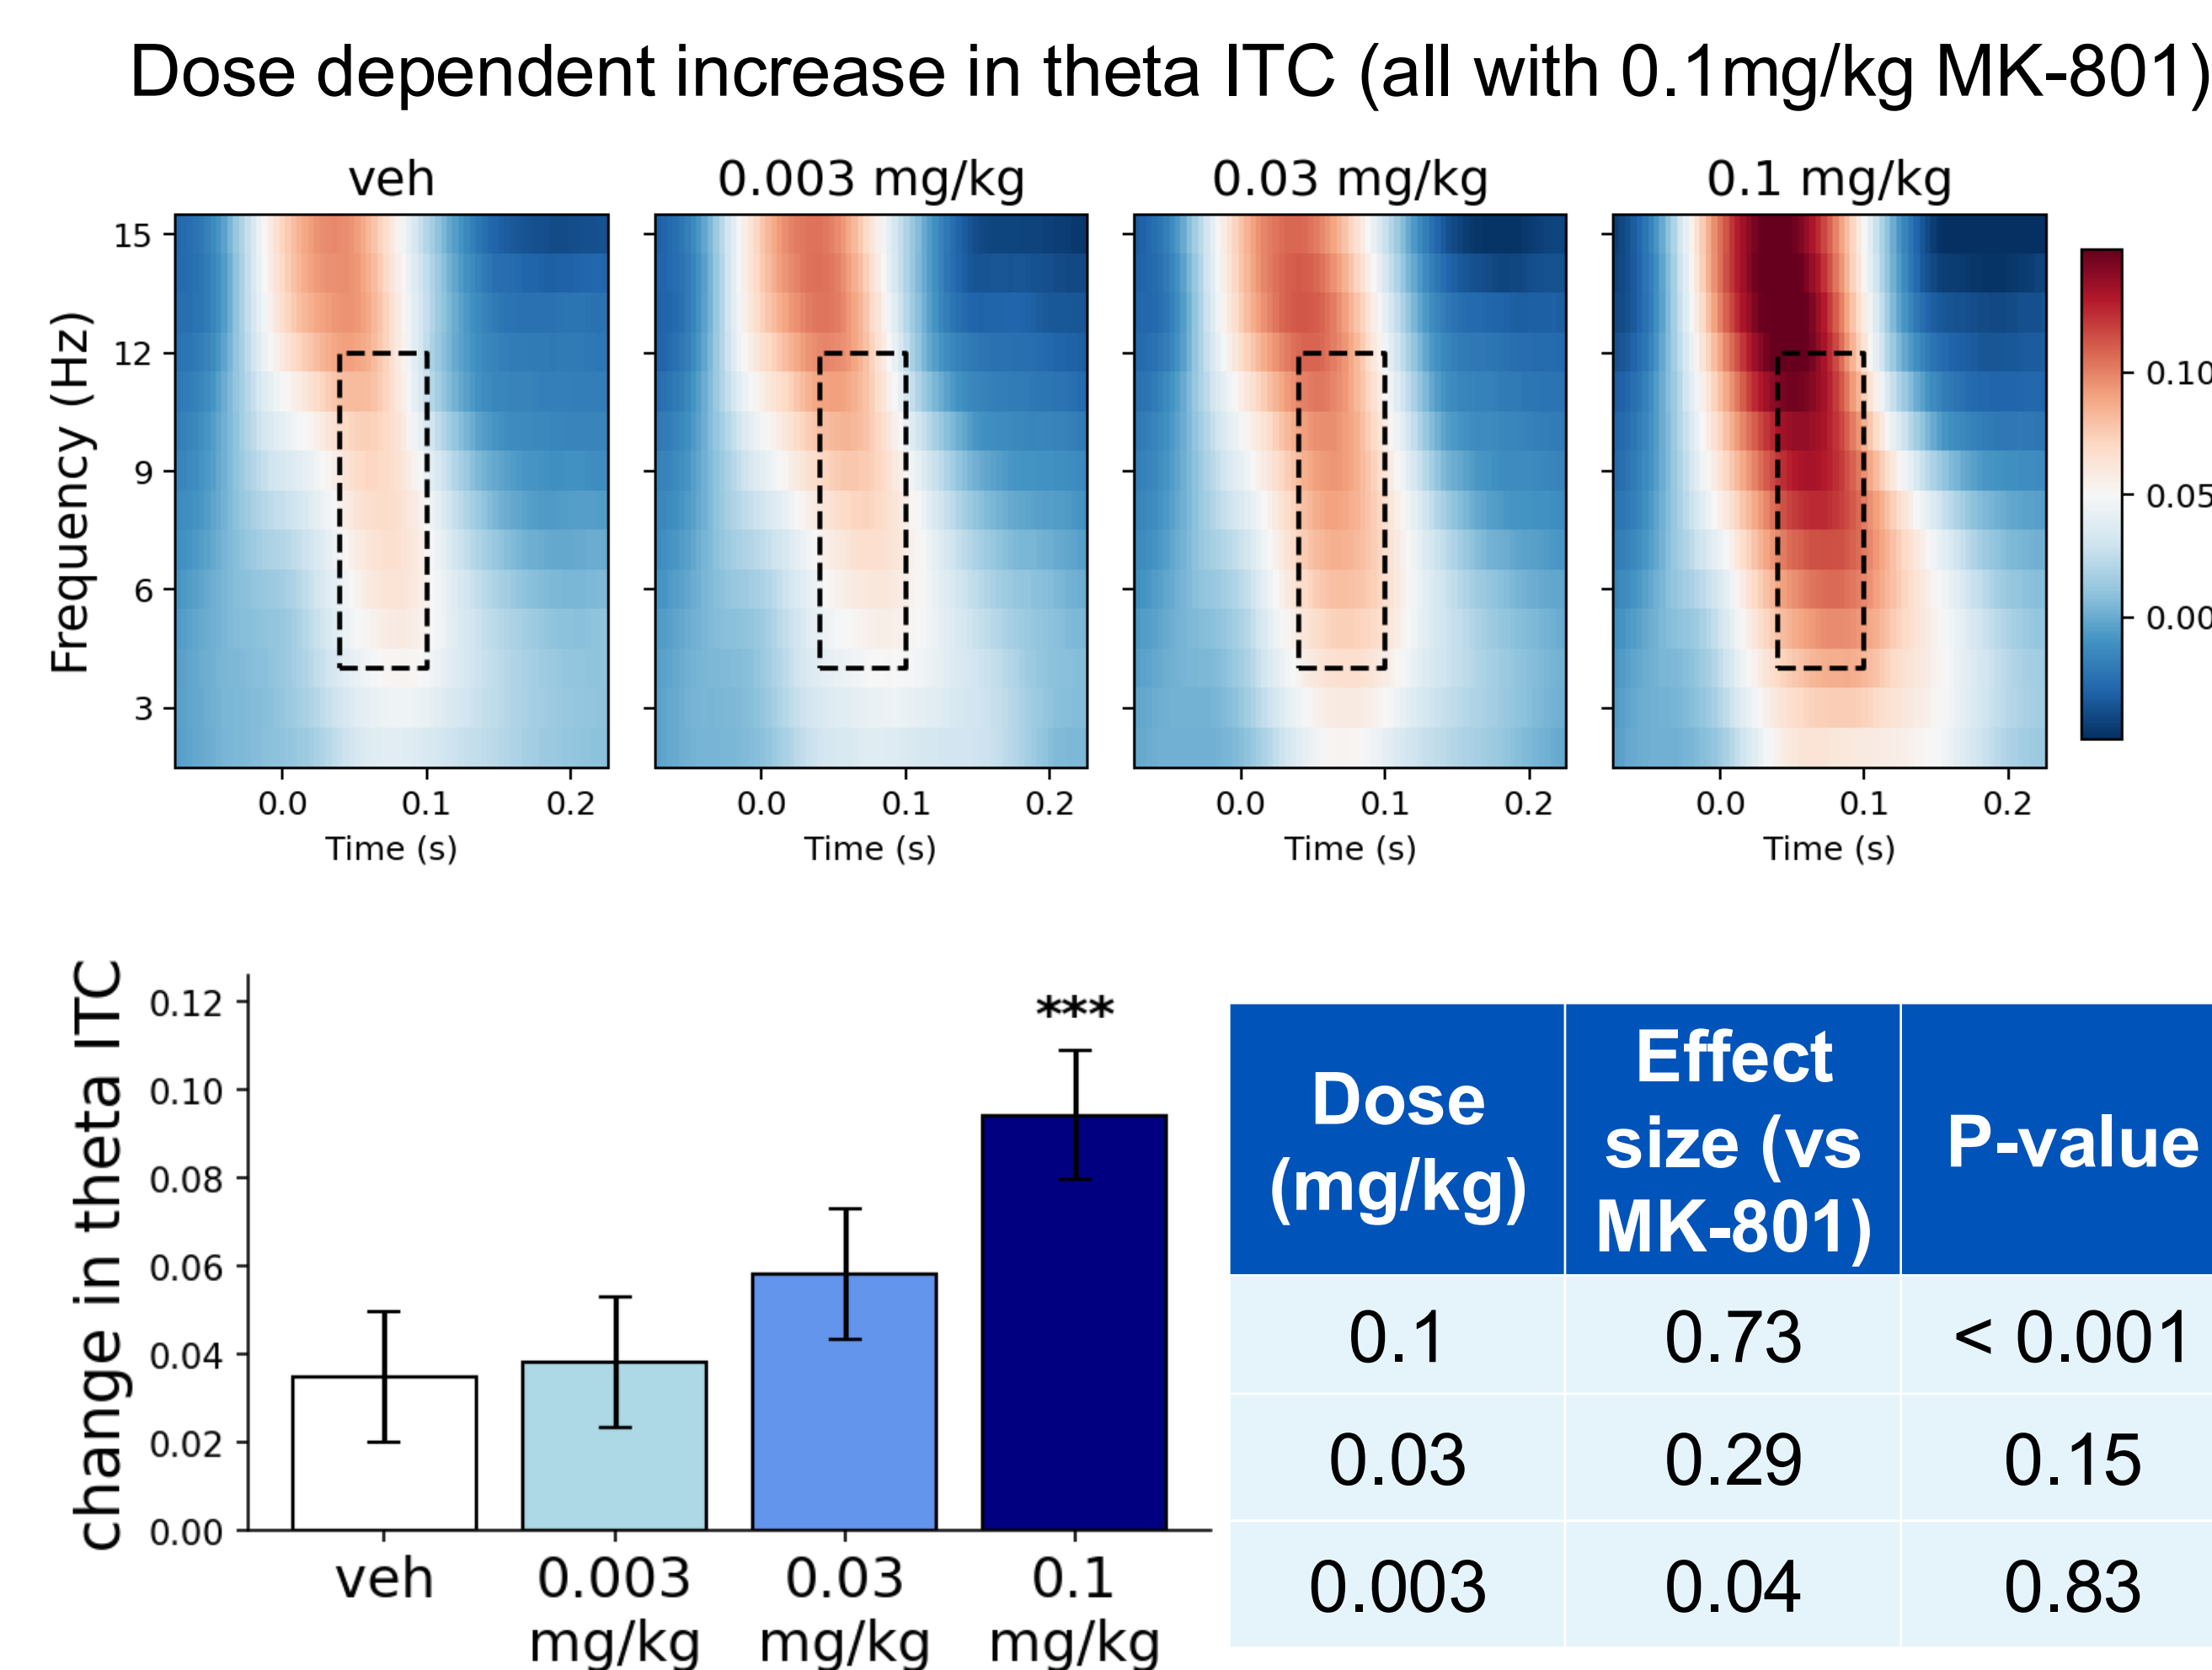 Dose dependent increase in theta ITC (all with 0.1mg/kg MK-801)
veh
0.003 mg/kg
0.03 mg/kg
0.1 mg/kg
Frequency (Hz)
15
12
9
6
3
0.0 0.1 0.2
Time (s)
0.0 0.1 0.2
Time (s)
0.0 0.1 0.2
Time (s)
0.0 0.1 0.2
Time (s)
0.10
0.05
0.00
change in theta ITC
0.12
0.10
0.08
0.06
0.04
0.02
0.00
***
veh
0.003
mg/kg
0.03
mg/kg
0.1
mg/kg
Dose
(mg/kg)
Effect
size (vs
MK-801)
P-value
0.1 0.73 < 0.001
0.03 0.29 0.15
0.003 0.04 0.83